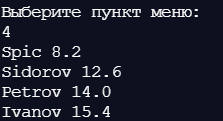 Выберите пункт меню:
4
Spic 8.2
Sidorov 12.6
Petrov 14.0
Ivanov 15.4